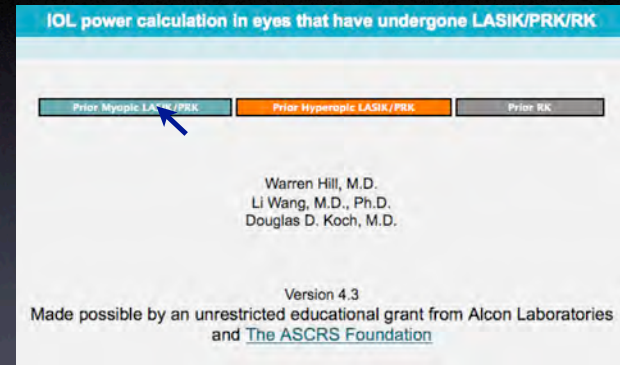 IOL power calculation in eyes that have undergone LASIK/PRK/RK
Prior Myopic LASIK/PRK Prior Hyperopic LASIK/PRK Prior RK
Warren Hill, M.D.
Li Wang, M.D., Ph.D.
Douglas D. Koch, M.D.
Version 4.3
Made possible by an unrestricted educational grant from Alcon Laboratories
and The ASCRS Foundation